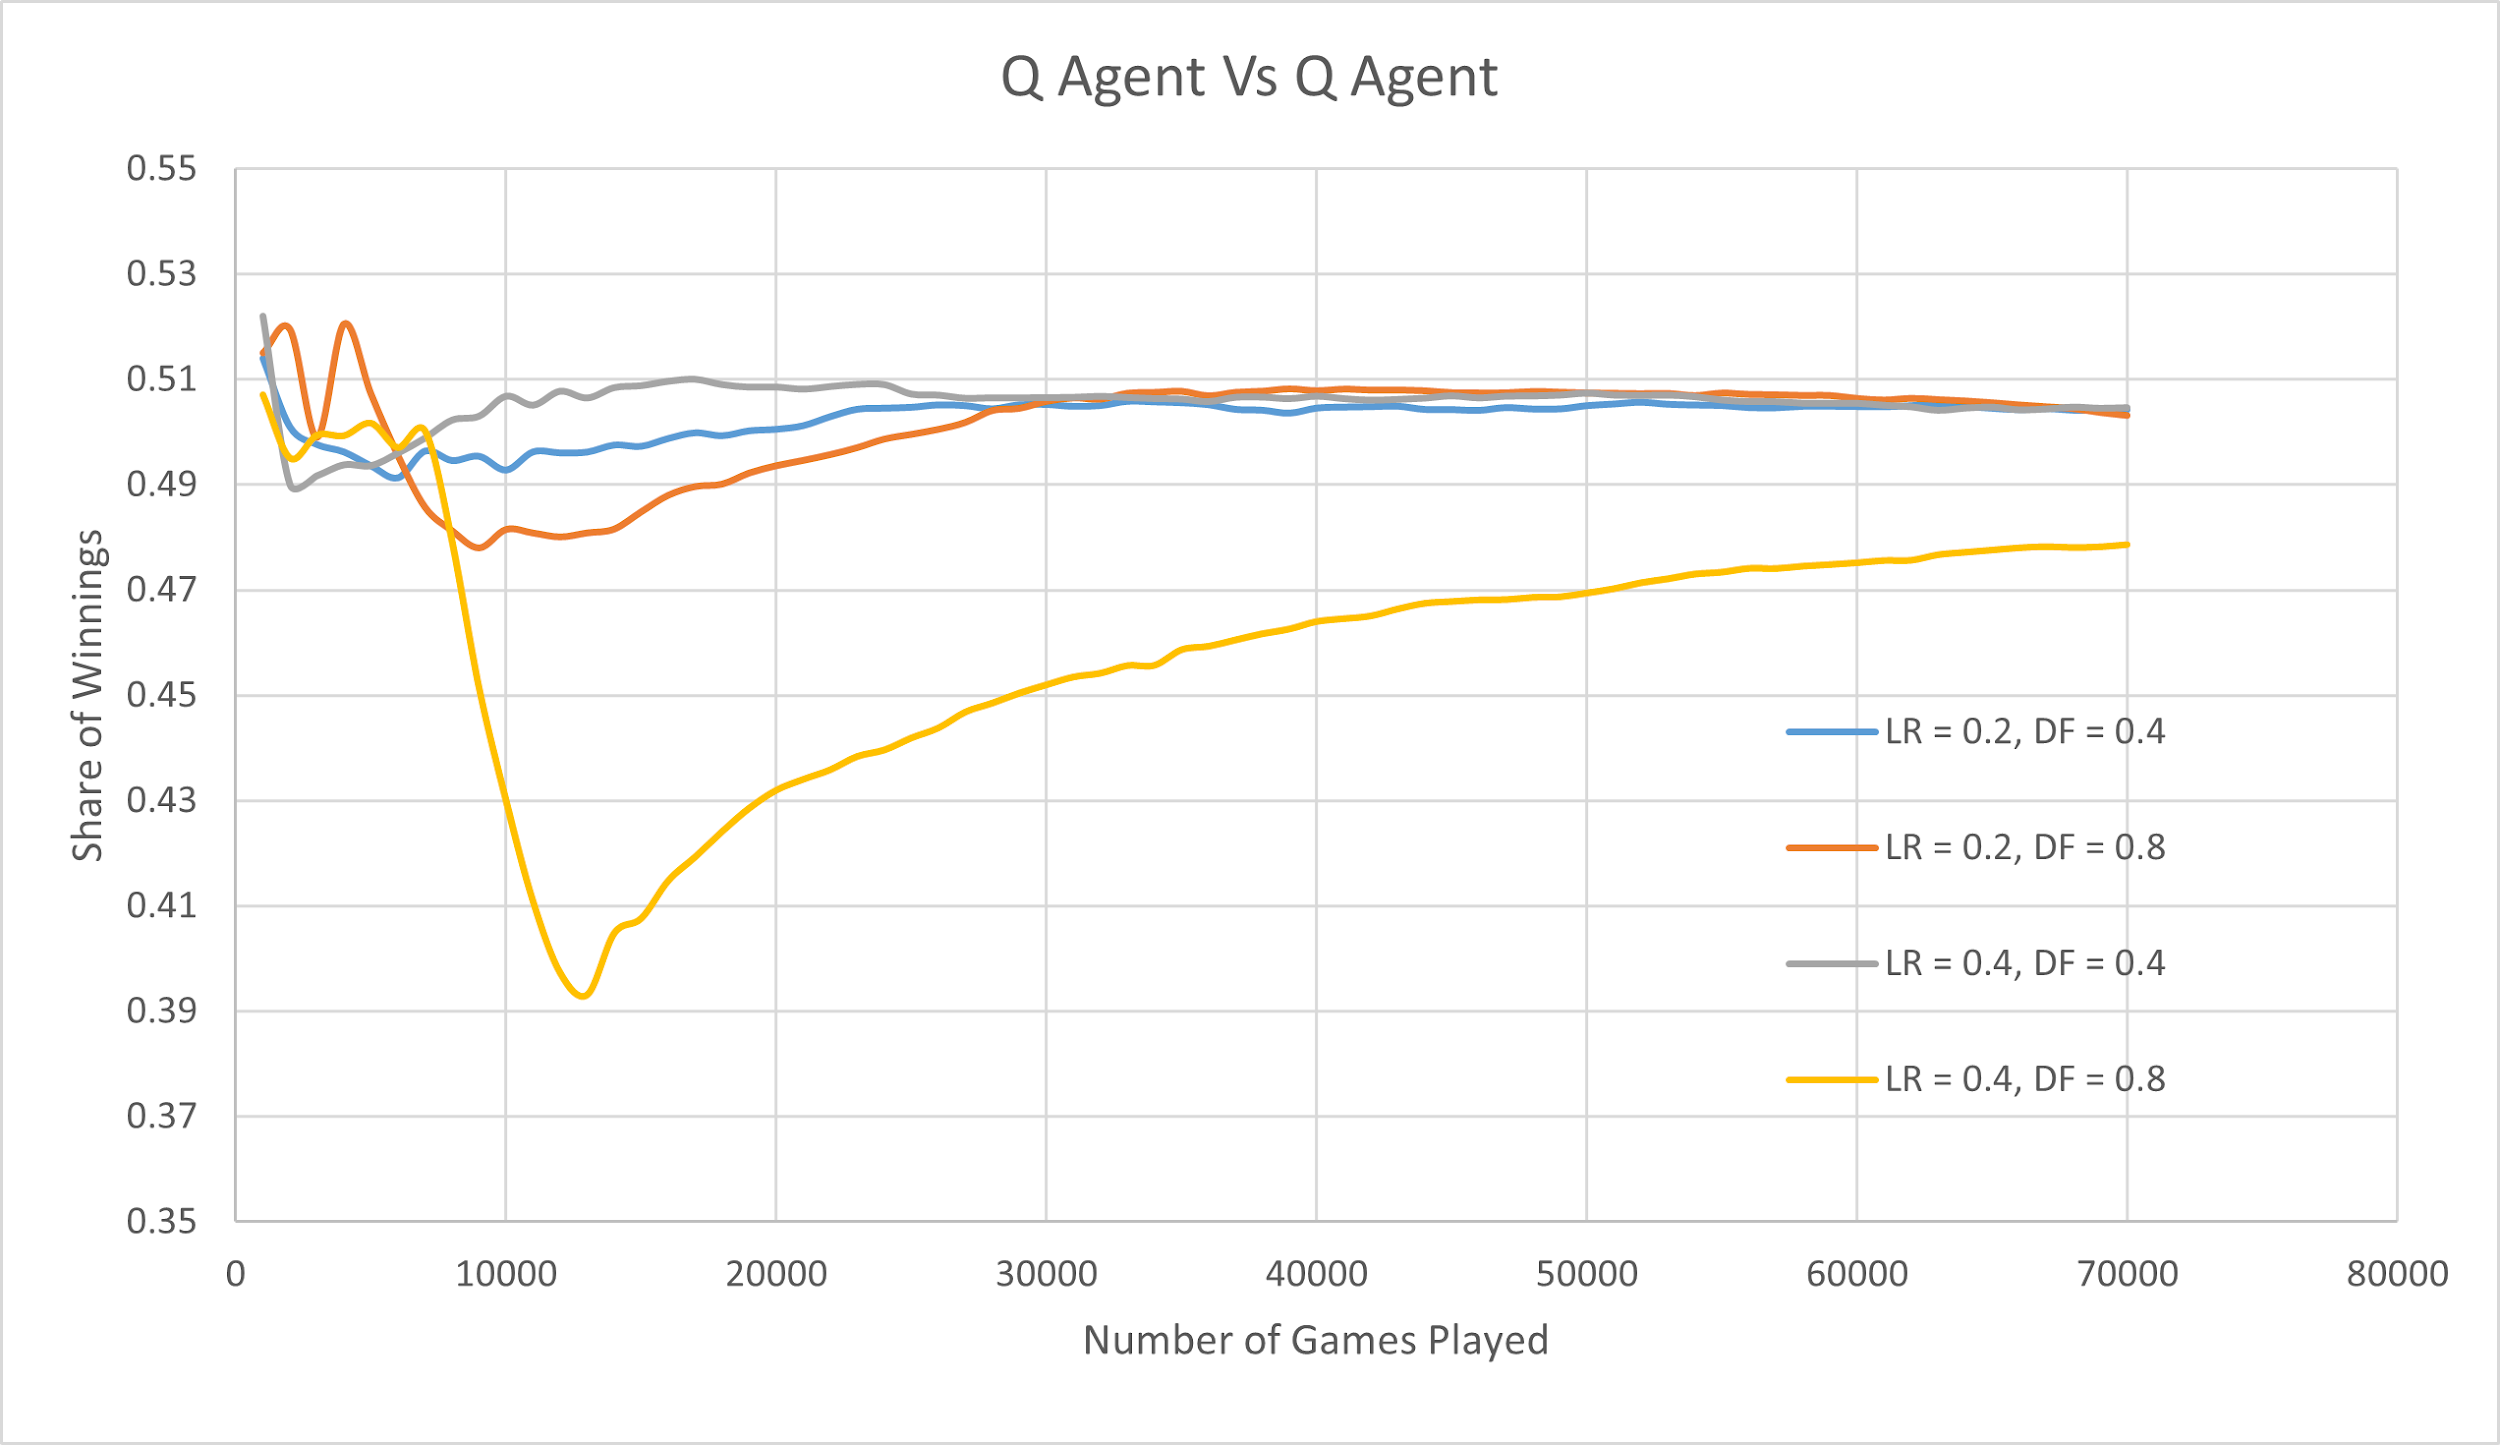 Q Agent Vs Q Agent
0.55
0.53
0.51
0.49
0.47
0.45
0.43
0.41
0.39
0.37
0.35
Share of Winnings
LR = 0.2, DF = 0.4
LR = 0.2, DF = 0.8
LR = 0.4, DF = 0.4
LR = 0.4, DF = 0.8
0 10000 20000 30000 40000 50000 60000 70000 80000
Number of Games Played